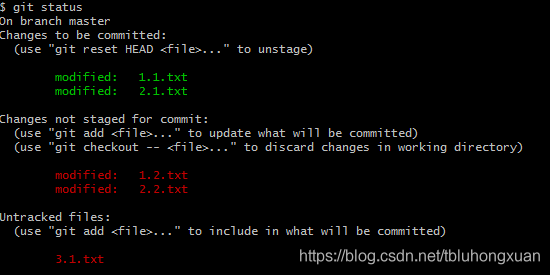 $ git status
On branch master
Changes to be committed:
  (use "git reset HEAD <file>..." to unstage)

        modified:   1.1.txt
        modified:   2.1.txt

Changes not staged for commit:
  (use "git add <file>..." to update what will be committed)
  (use "git checkout -- <file>..." to discard changes in working directory)

        modified:   1.2.txt
        modified:   2.2.txt

Untracked files:
  (use "git add <file>..." to include in what will be committed)

        3.1.txt
https://blog.csdn.net/tbluhongxuan